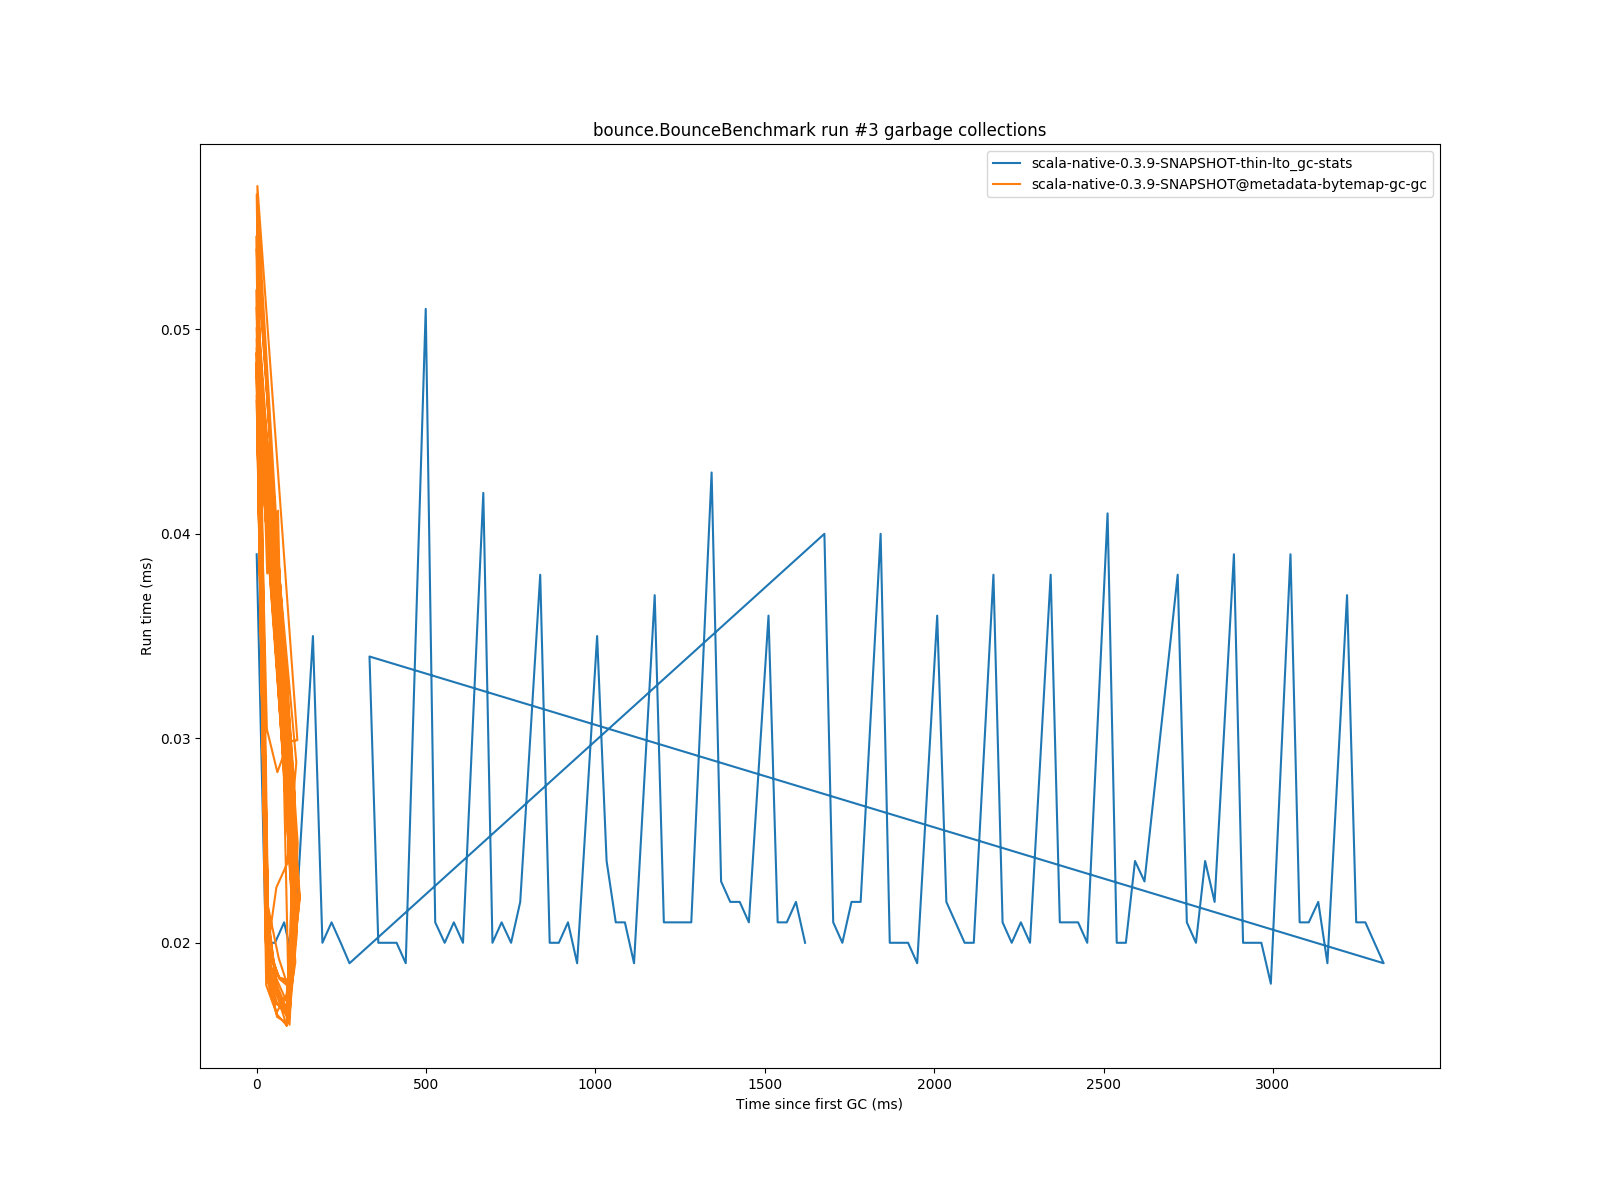 bounce.BounceBenchmark run #3 garbage collections
scala-native-0.3.9-SNAPSHOT-thin-lto_gc-stats
scala-native-0.3.9-SNAPSHOT@metadata-bytemap-gc-gc
0.05
0.04
0.03
0.02
Run time (ms)
0 500 1000 1500 2000 2500 3000
Time since first GC (ms)